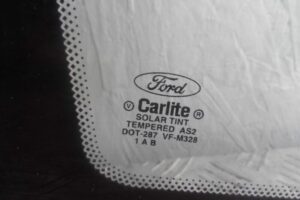 Ford
V Carlite R
SOLAR TINT
TEMPERED AS2
DOT-287 VF-M328
1 A B